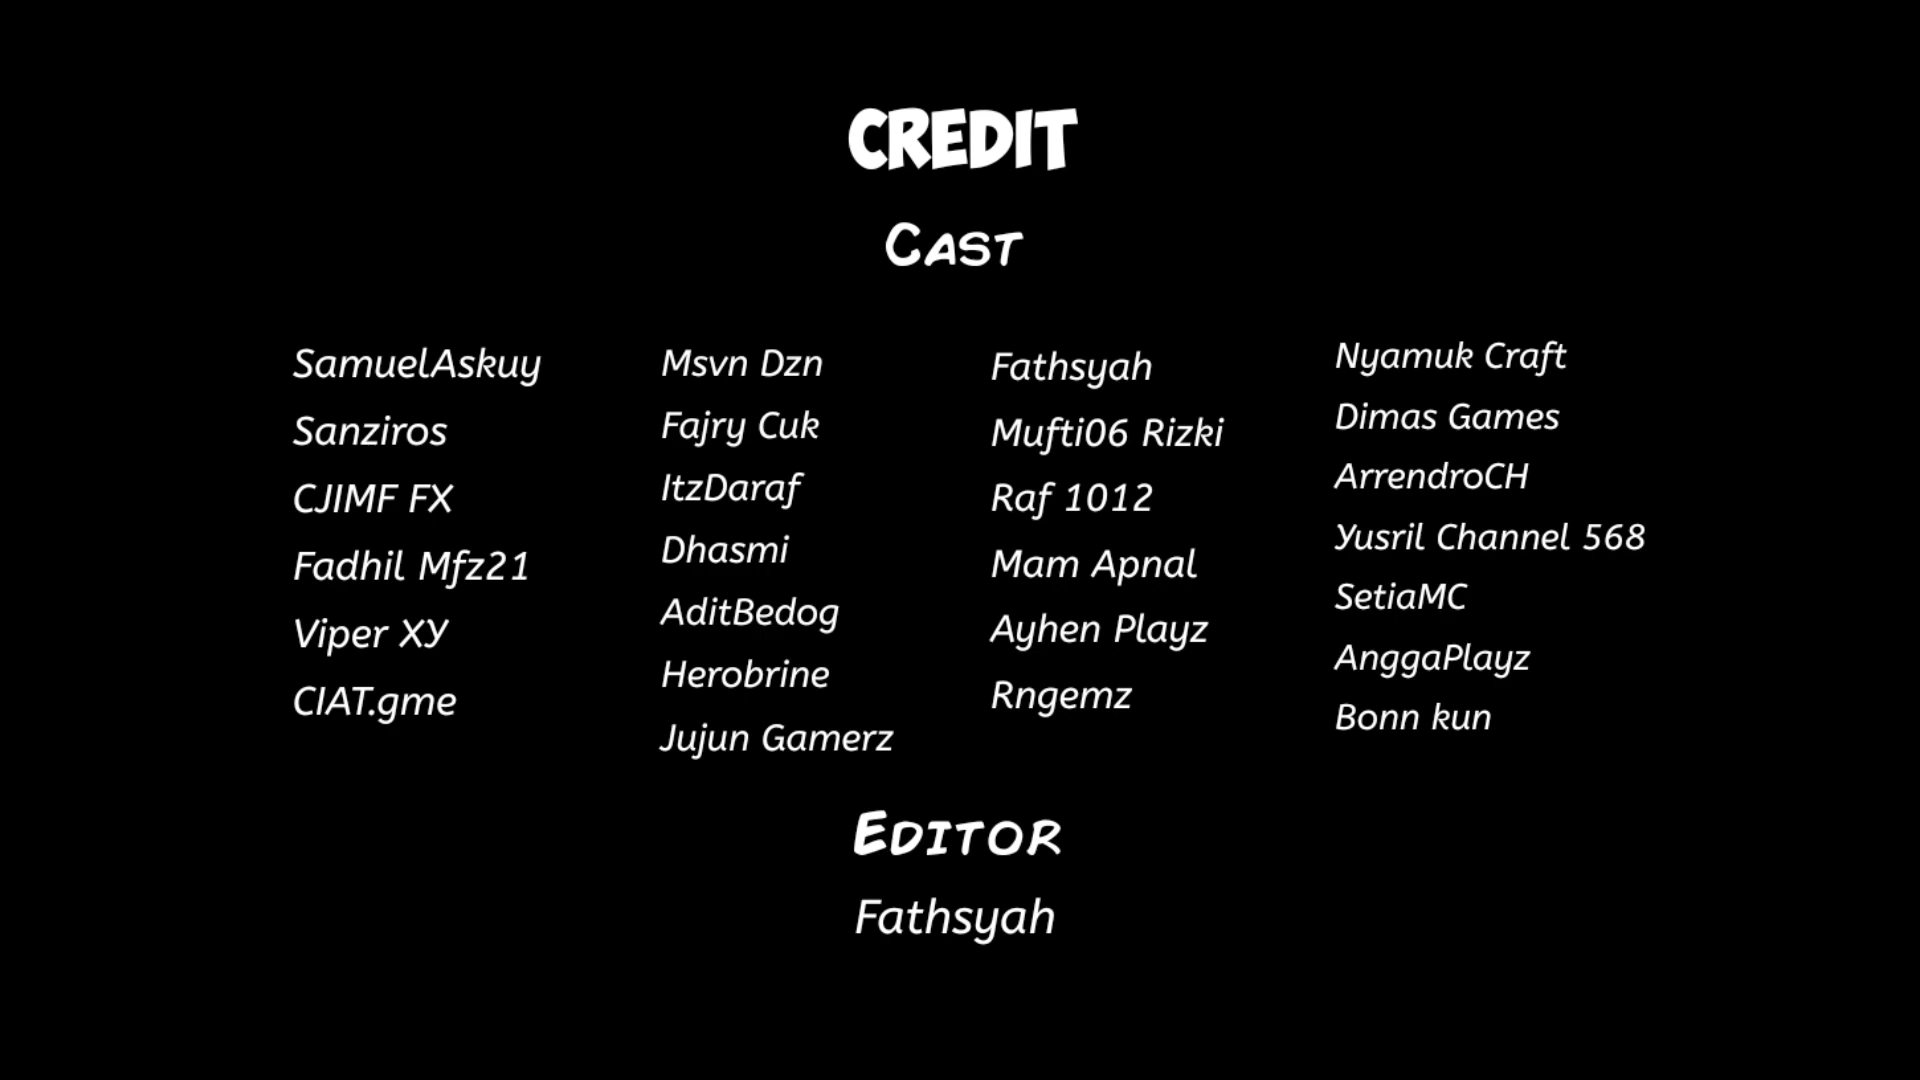 CREDIT
CAST
SamuelAskuy
Sanziros
CJIMF FX
Fadhil Mfz21
Viper XY
CIAT.gme
Msvn Dzn
Fajry Cuk
ItzDaraf
Dhasmi
AditBedog
Herobrine
Jujun Gamerz
Fathsyah
Mufti06 Rizki
Raf 1012
Mam Apnal
Ayhen Playz
Rngemz
Nyamuk Craft
Dimas Games
ArrendroCH
Yusril Channel 568
SetiaMC
AnggaPlayz
Bonn kun
EDITOR
Fathsyah